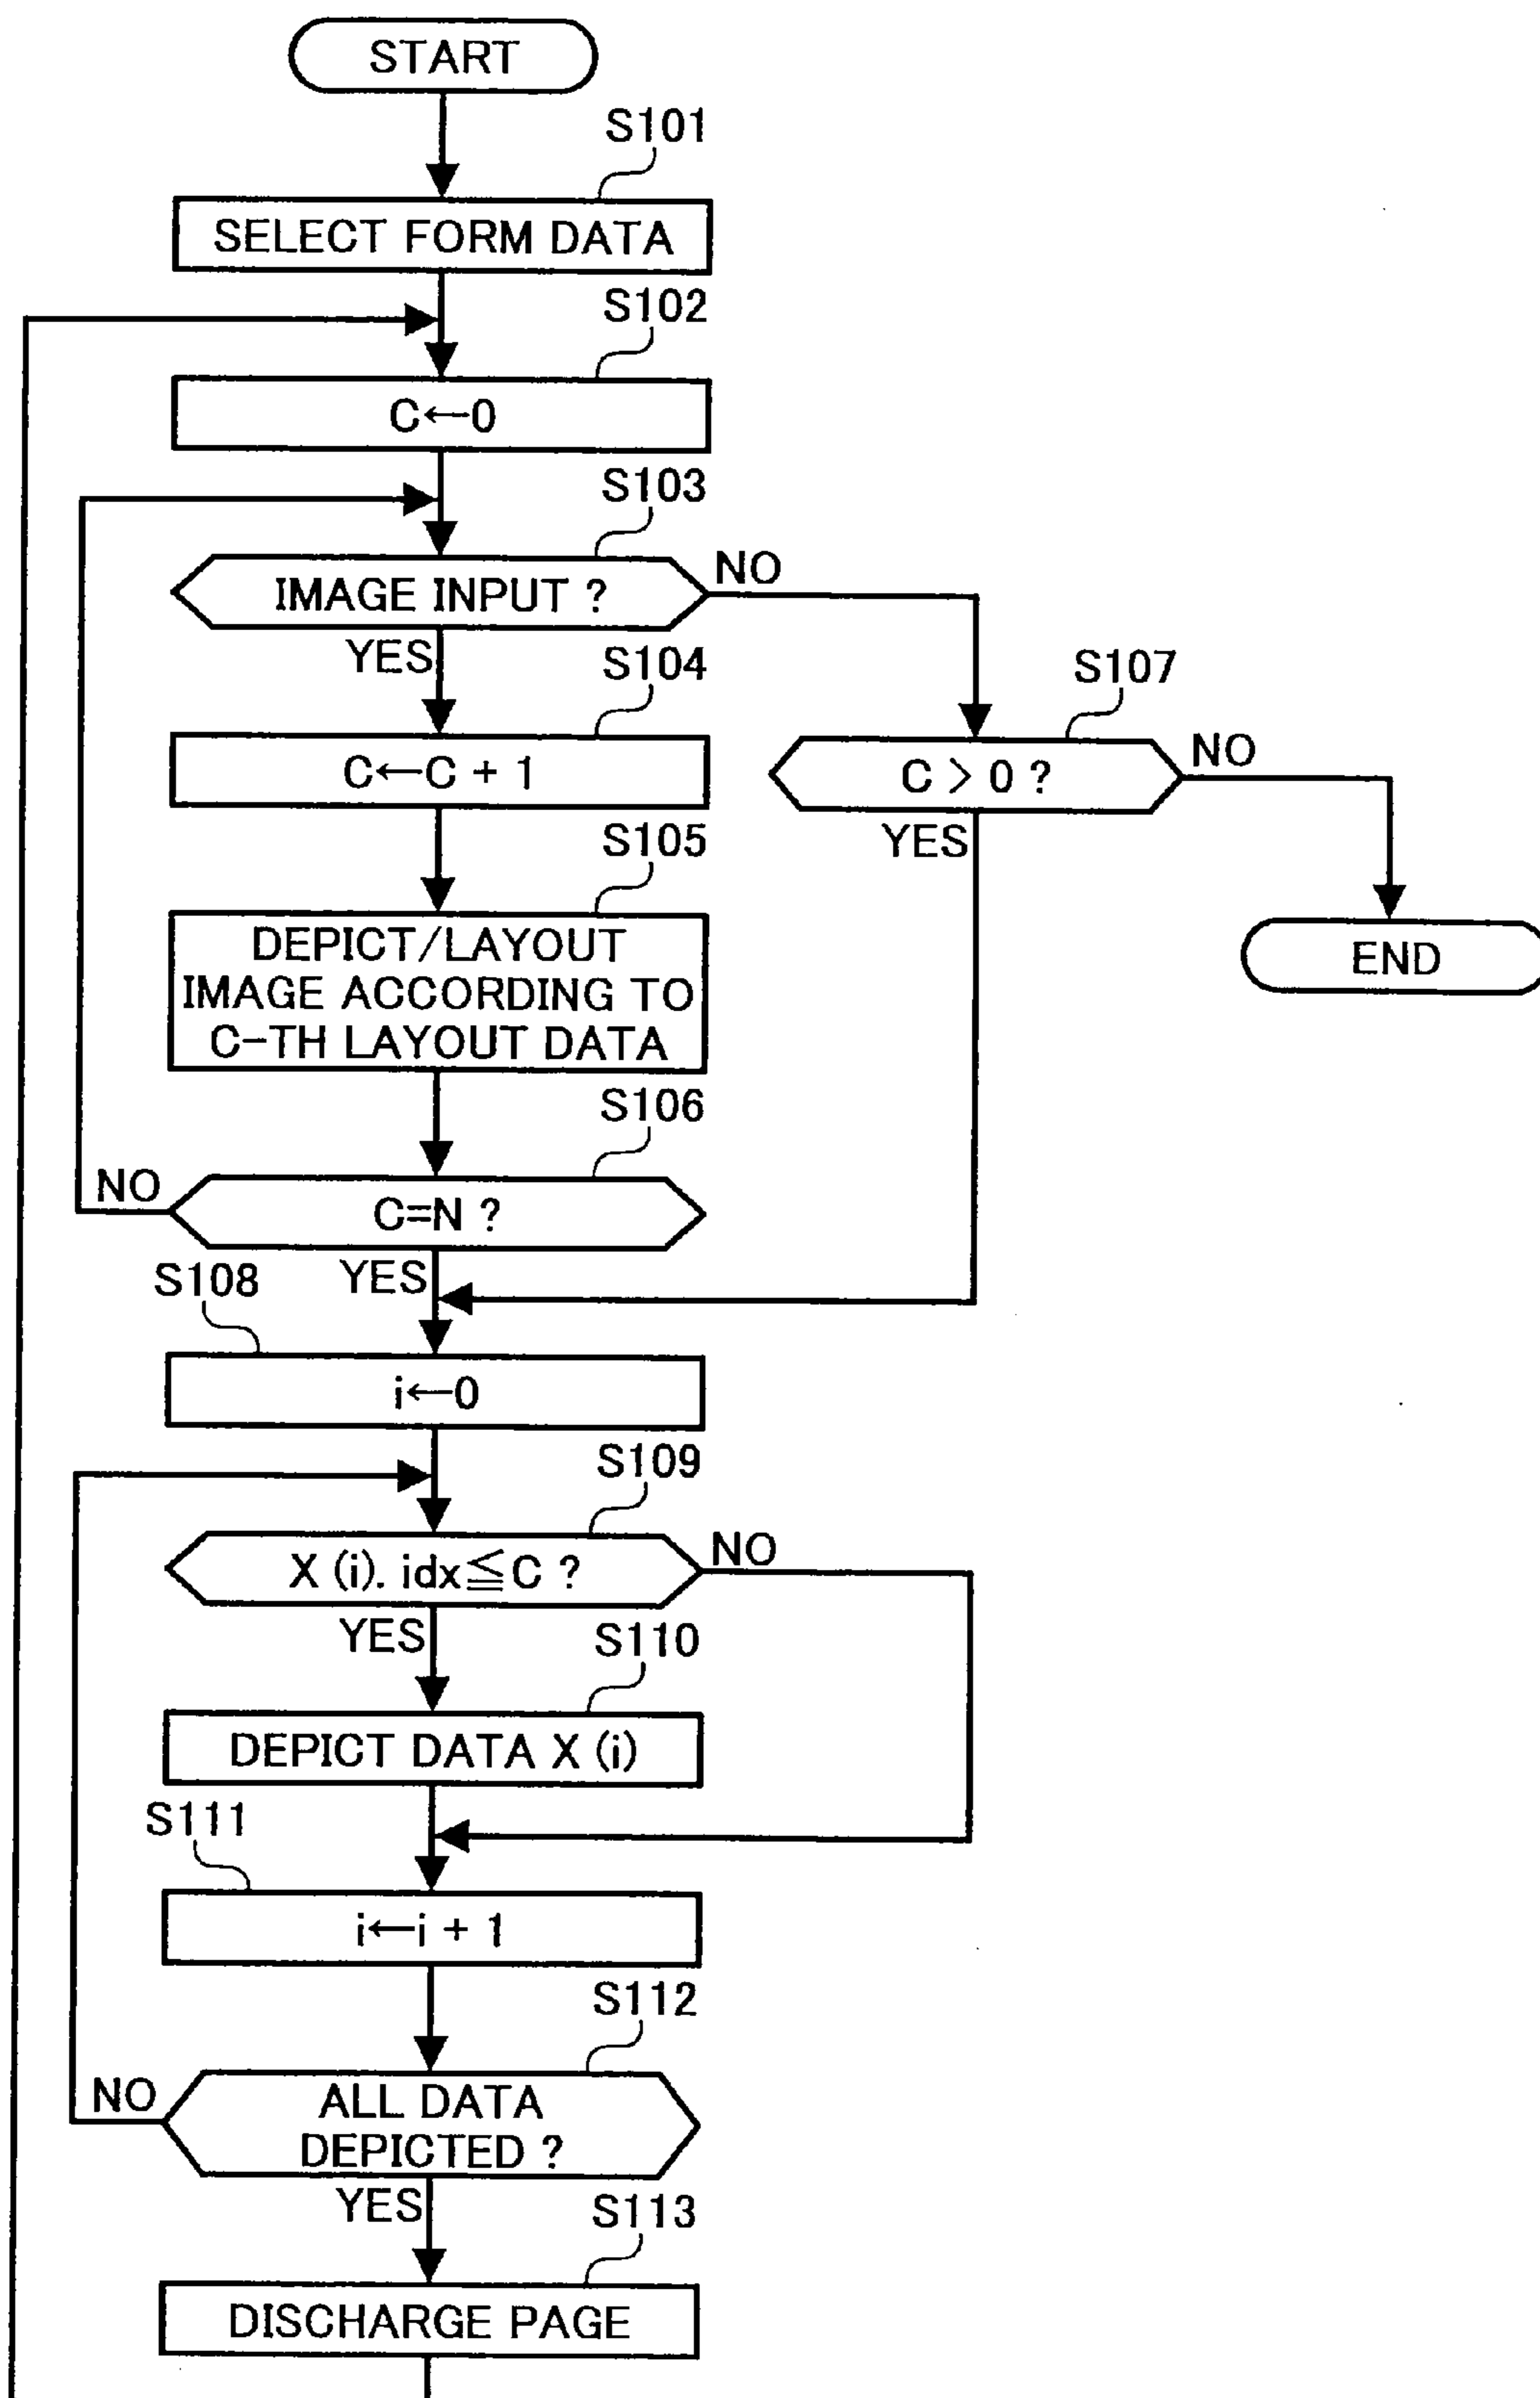 START
S101
SELECT FORM DATA
S102
C←0
S103
IMAGE INPUT ?
NO
YES
S104
C←C + 1
S107
C > 0 ?
NO
YES
END
S105
DEPICT/LAYOUT
IMAGE ACCORDING TO
C-TH LAYOUT DATA
S106
C=N ?
NO
YES
S108
i←0
S109
X (i). idx≦C ?
NO
YES
S110
DEPICT DATA X (i)
S111
i←i + 1
S112
ALL DATA
DEPICTED ?
NO
YES
S113
DISCHARGE PAGE